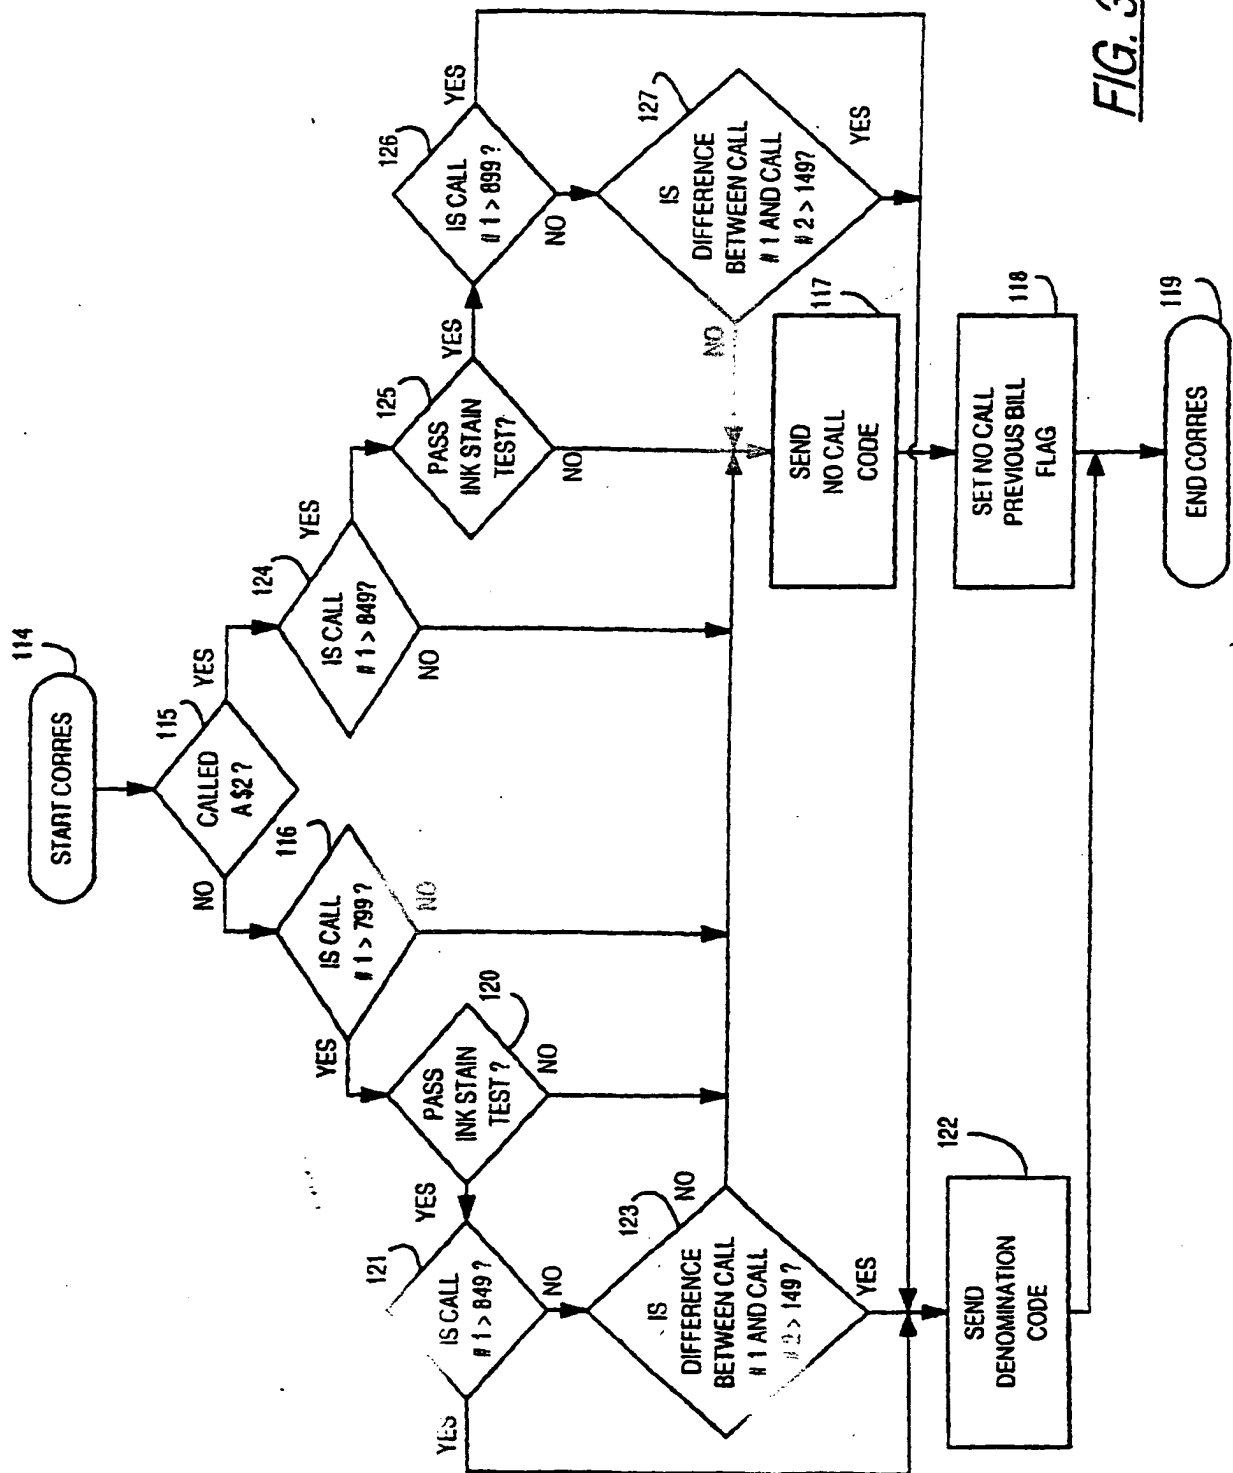 114
START CORRES
115
CALLED
A $2 ?
NO
YES
116
IS CALL
# 1 > 799 ?
YES
NO
124
IS CALL
# 1 > 849?
YES
NO
120
PASS
INK STAIN
TEST ?
YES
NO
125
PASS
INK STAIN
TEST?
YES
NO
121
IS CALL
# 1 > 849 ?
YES
NO
126
IS CALL
# 1 > 899 ?
YES
NO
123
IS
DIFFERENCE
BETWEEN CALL
# 1 AND CALL
# 2 > 149 ?
NO
YES
127
IS
DIFFERENCE
BETWEEN CALL
# 1 AND CALL
# 2 > 149?
NO
YES
117
SEND
NO CALL
CODE
122
SEND
DENOMINATION
CODE
118
SET NO CALL
PREVIOUS BILL
FLAG
119
END CORRES
FIG. 3